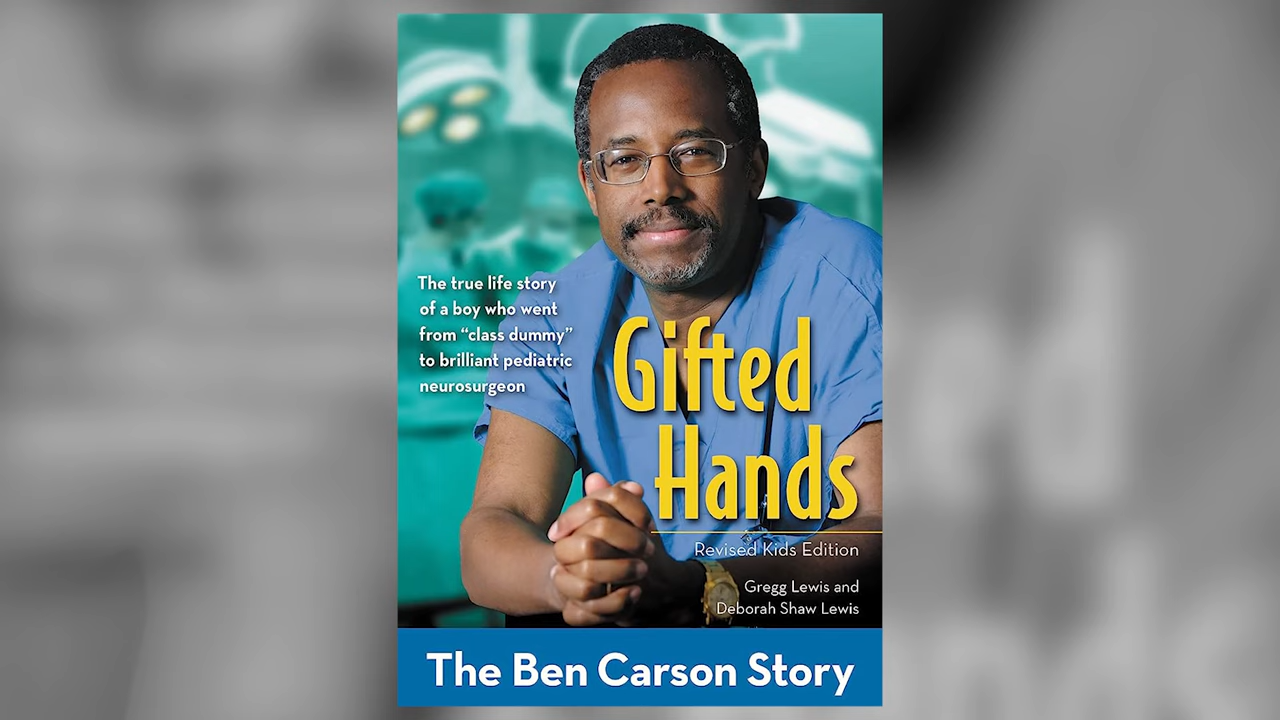 The true life story
of a boy who went
from “class dummy”
to brilliant pediatric
neurosurgeon
Gifted
Hands
Revised Kids Edition
Gregg Lewis and
Deborah Shaw Lewis
The Ben Carson Story